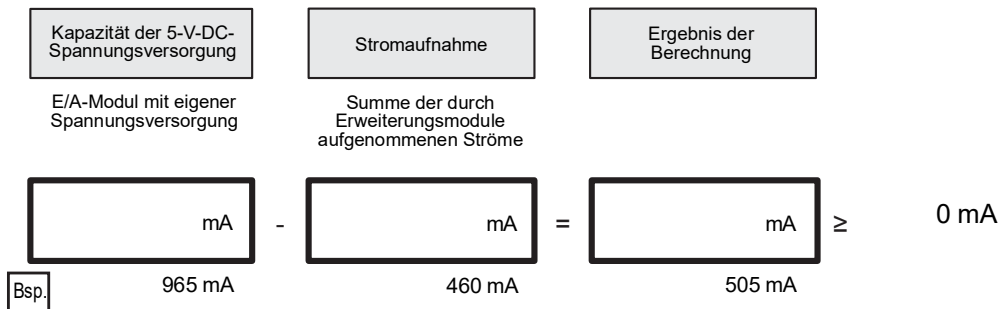 Kapazität der 5-V-DC-
Spannungsversorgung
Stromaufnahme
Ergebnis der
Berechnung
E/A-Modul mit eigener
Spannungsversorgung
Summe der durch
Erweiterungsmodule
aufgenommenen Ströme
mA - mA = mA ≥ 0 mA
Bsp. 965 mA 460 mA 505 mA